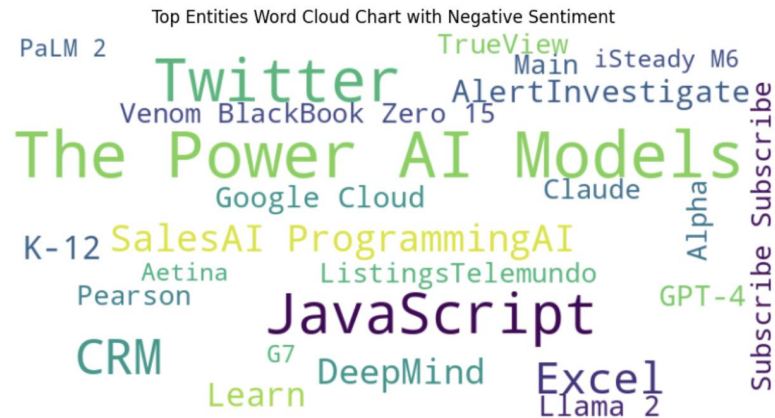 Top Entities Word Cloud Chart with Negative Sentiment
PaLM 2
TrueView
Twitter
Main
iSteady M6
AlertInvestigate
Venom BlackBook Zero 15
The Power AI Models
Google Cloud
Claude
Alpha
Subscribe Subscribe
K-12
SalesAI ProgrammingAI
Aetina
ListingsTelemundo
Pearson
GPT-4
JavaScript
CRM
G7
DeepMind
Excel
Learn
Llama 2